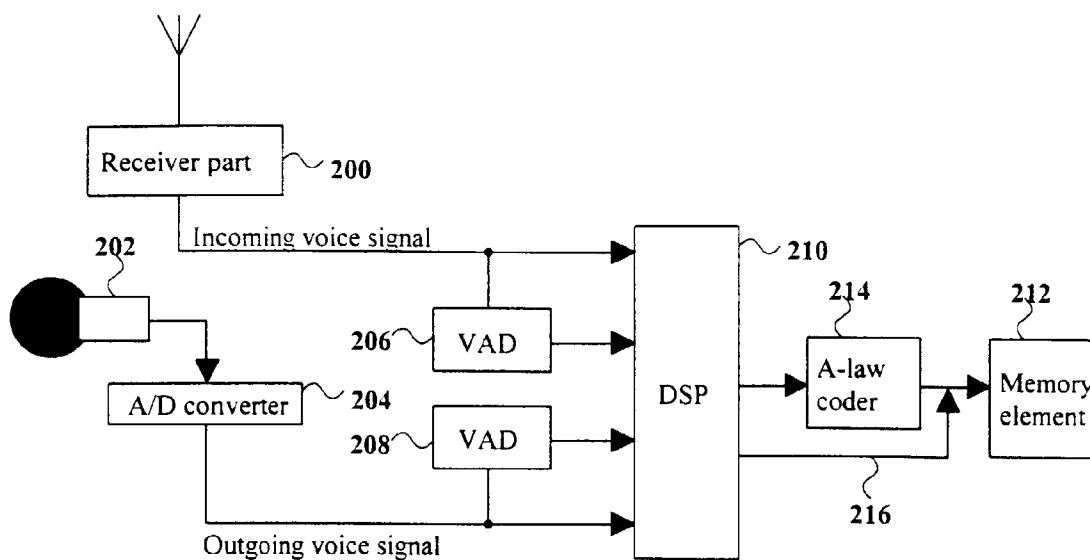 Receiver part
200
Incoming voice signal
202
210
214
212
206
VAD
A-law
coder
Memory
element
DSP
A/D converter
204
208
VAD
216
Outgoing voice signal